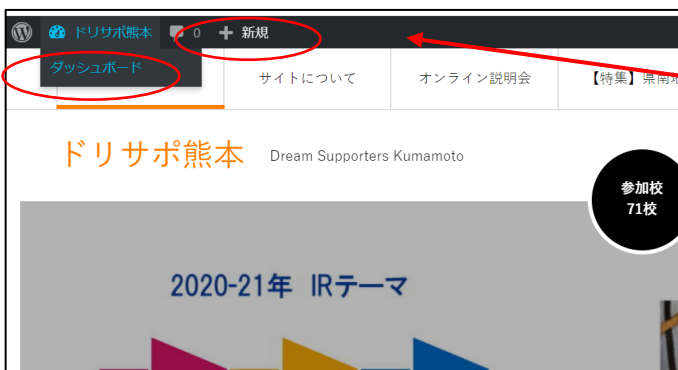 ドリサポ熊本 0 + 新規
ダッシュボード
サイトについて オンライン説明会 【特集】県南地
ドリサポ熊本 Dream Supporters Kumamoto
参加校
71校
2020-21年 IRテーマ